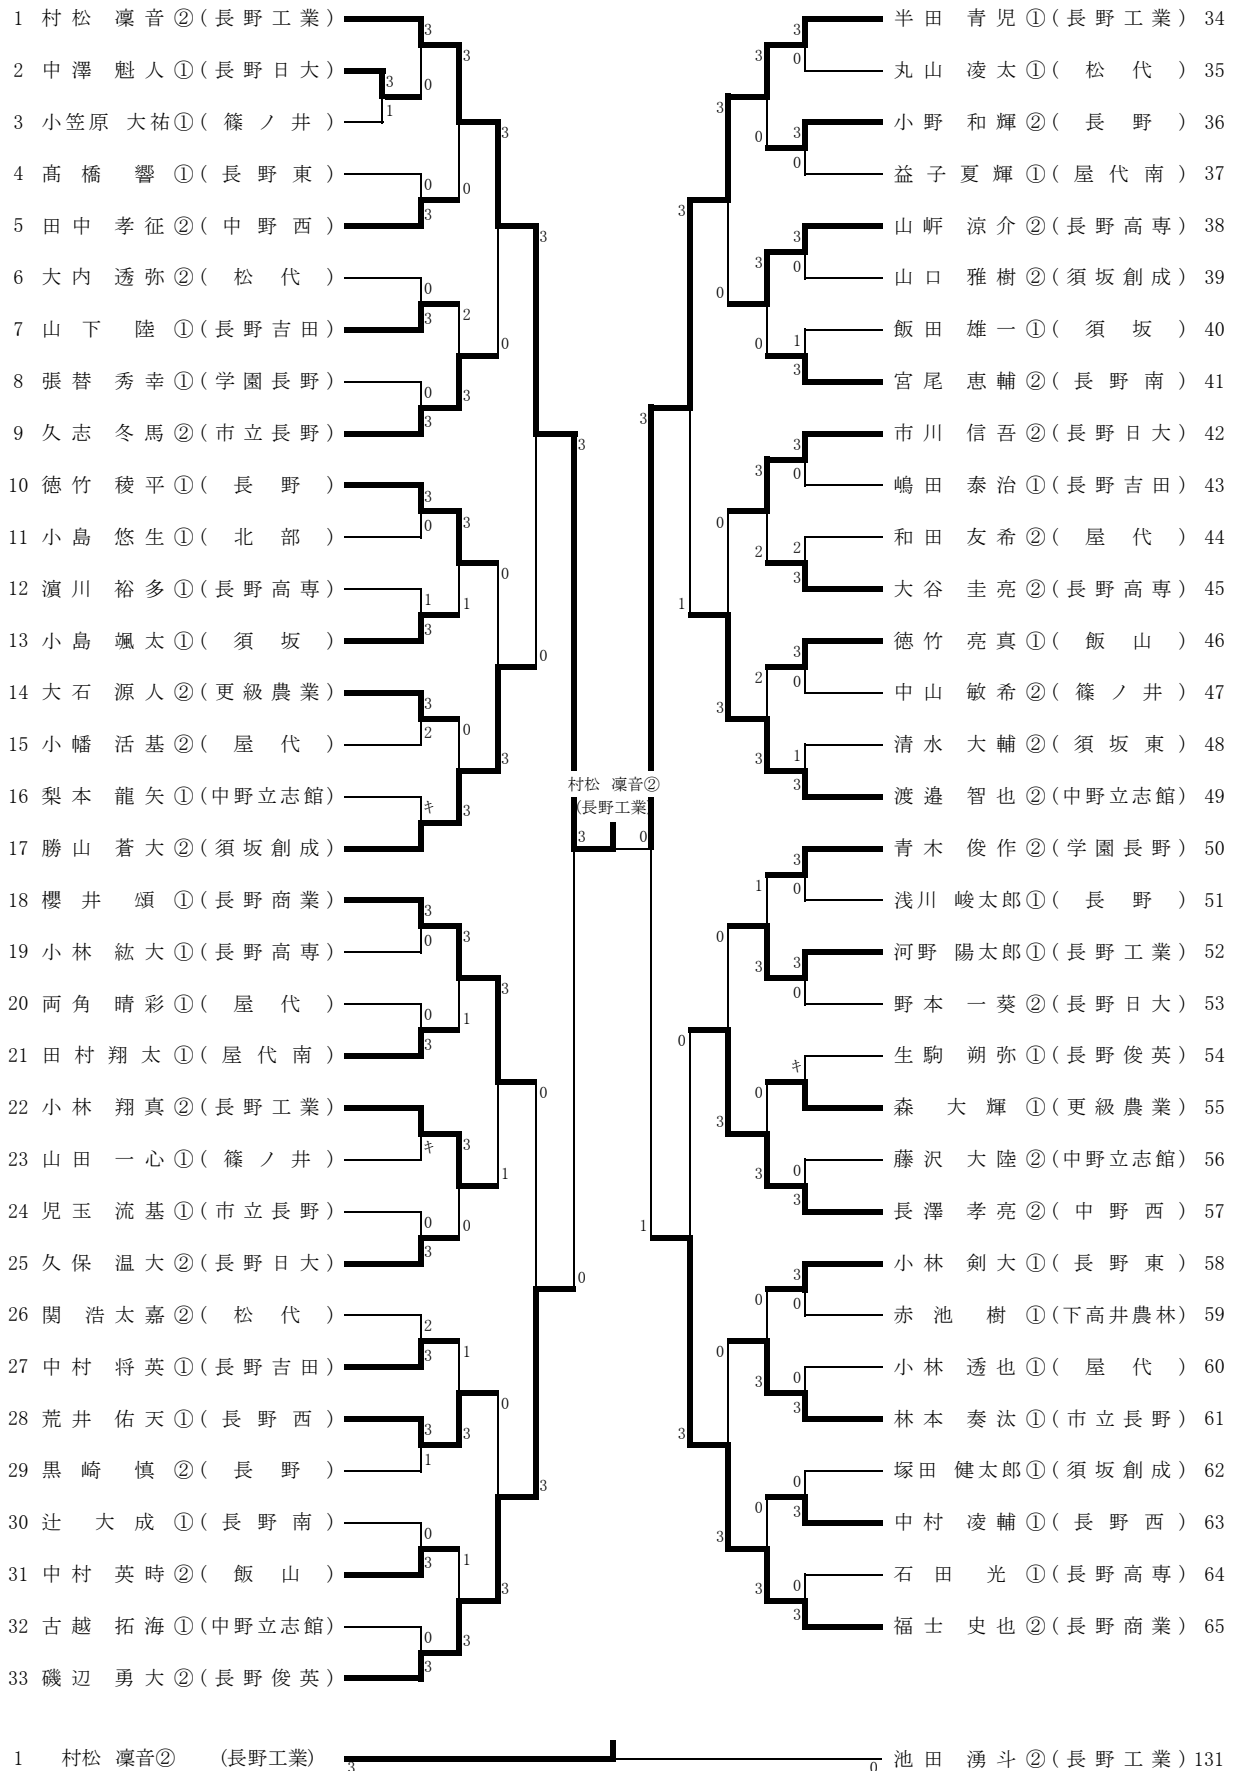 1 村松 凜音②(長野工業)
2 中澤 魁人①(長野日大)
3 小笠原 大祐①(篠ノ井)
4 髙橋 響①(長野東)
5 田中 孝征②(中野西)
6 大内 透弥②(松代)
7 山下 陸①(長野吉田)
8 張替 秀幸①(学園長野)
9 久志 冬馬②(市立長野)
10 徳竹 稜平①(長野)
11 小島 悠生①(北部)
12 濵川 裕多①(長野高専)
13 小島 颯太①(須坂)
14 大石 源人②(更級農業)
15 小幡 活基②(屋代)
16 梨本 龍矢①(中野立志館)
17 勝山 蒼大②(須坂創成)
18 櫻井 頌①(長野商業)
19 小林 紘大①(長野高専)
20 両角 晴彩①(屋代)
21 田村翔太①(屋代南)
22 小林 翔真②(長野工業)
23 山田 一心①(篠ノ井)
24 児玉 流基①(市立長野)
25 久保 温大②(長野日大)
26 関 浩太嘉②(松代)
27 中村 将英①(長野吉田)
28 荒井 佑天①(長野西)
29 黒崎 慎②(長野)
30 辻 大成①(長野南)
31 中村 英時②(飯山)
32 古越 拓海①(中野立志館)
33 磯辺 勇大②(長野俊英)
村松 凜音②
(長野工業)
半田 青児①(長野工業) 34
丸山 凌太①(松代) 35
小野 和輝②(長野) 36
益子夏輝①(屋代南) 37
山㟁 涼介②(長野高専) 38
山口 雅樹②(須坂創成) 39
飯田 雄一①(須坂) 40
宮尾 恵輔②(長野南) 41
市川 信吾②(長野日大) 42
嶋田 泰治①(長野吉田) 43
和田 友希②(屋代) 44
大谷 圭亮②(長野高専) 45
徳竹 亮真①(飯山) 46
中山 敏希②(篠ノ井) 47
清水 大輔②(須坂東) 48
渡邉 智也②(中野立志館) 49
青木 俊作②(学園長野) 50
浅川 峻太郎①(長野) 51
河野 陽太郎①(長野工業) 52
野本 一葵②(長野日大) 53
生駒 朔弥①(長野俊英) 54
森 大輝①(更級農業) 55
藤沢 大陸②(中野立志館) 56
長澤 孝亮②(中野西) 57
小林 剣大①(長野東) 58
赤池 樹①(下高井農林) 59
小林 透也①(屋代) 60
林本 奏汰①(市立長野) 61
塚田 健太郎①(須坂創成) 62
中村 凌輔①(長野西) 63
石田 光①(長野高専) 64
福士 史也②(長野商業) 65
1 村松 凜音② (長野工業) 3 0 池田 湧斗②(長野工業) 131